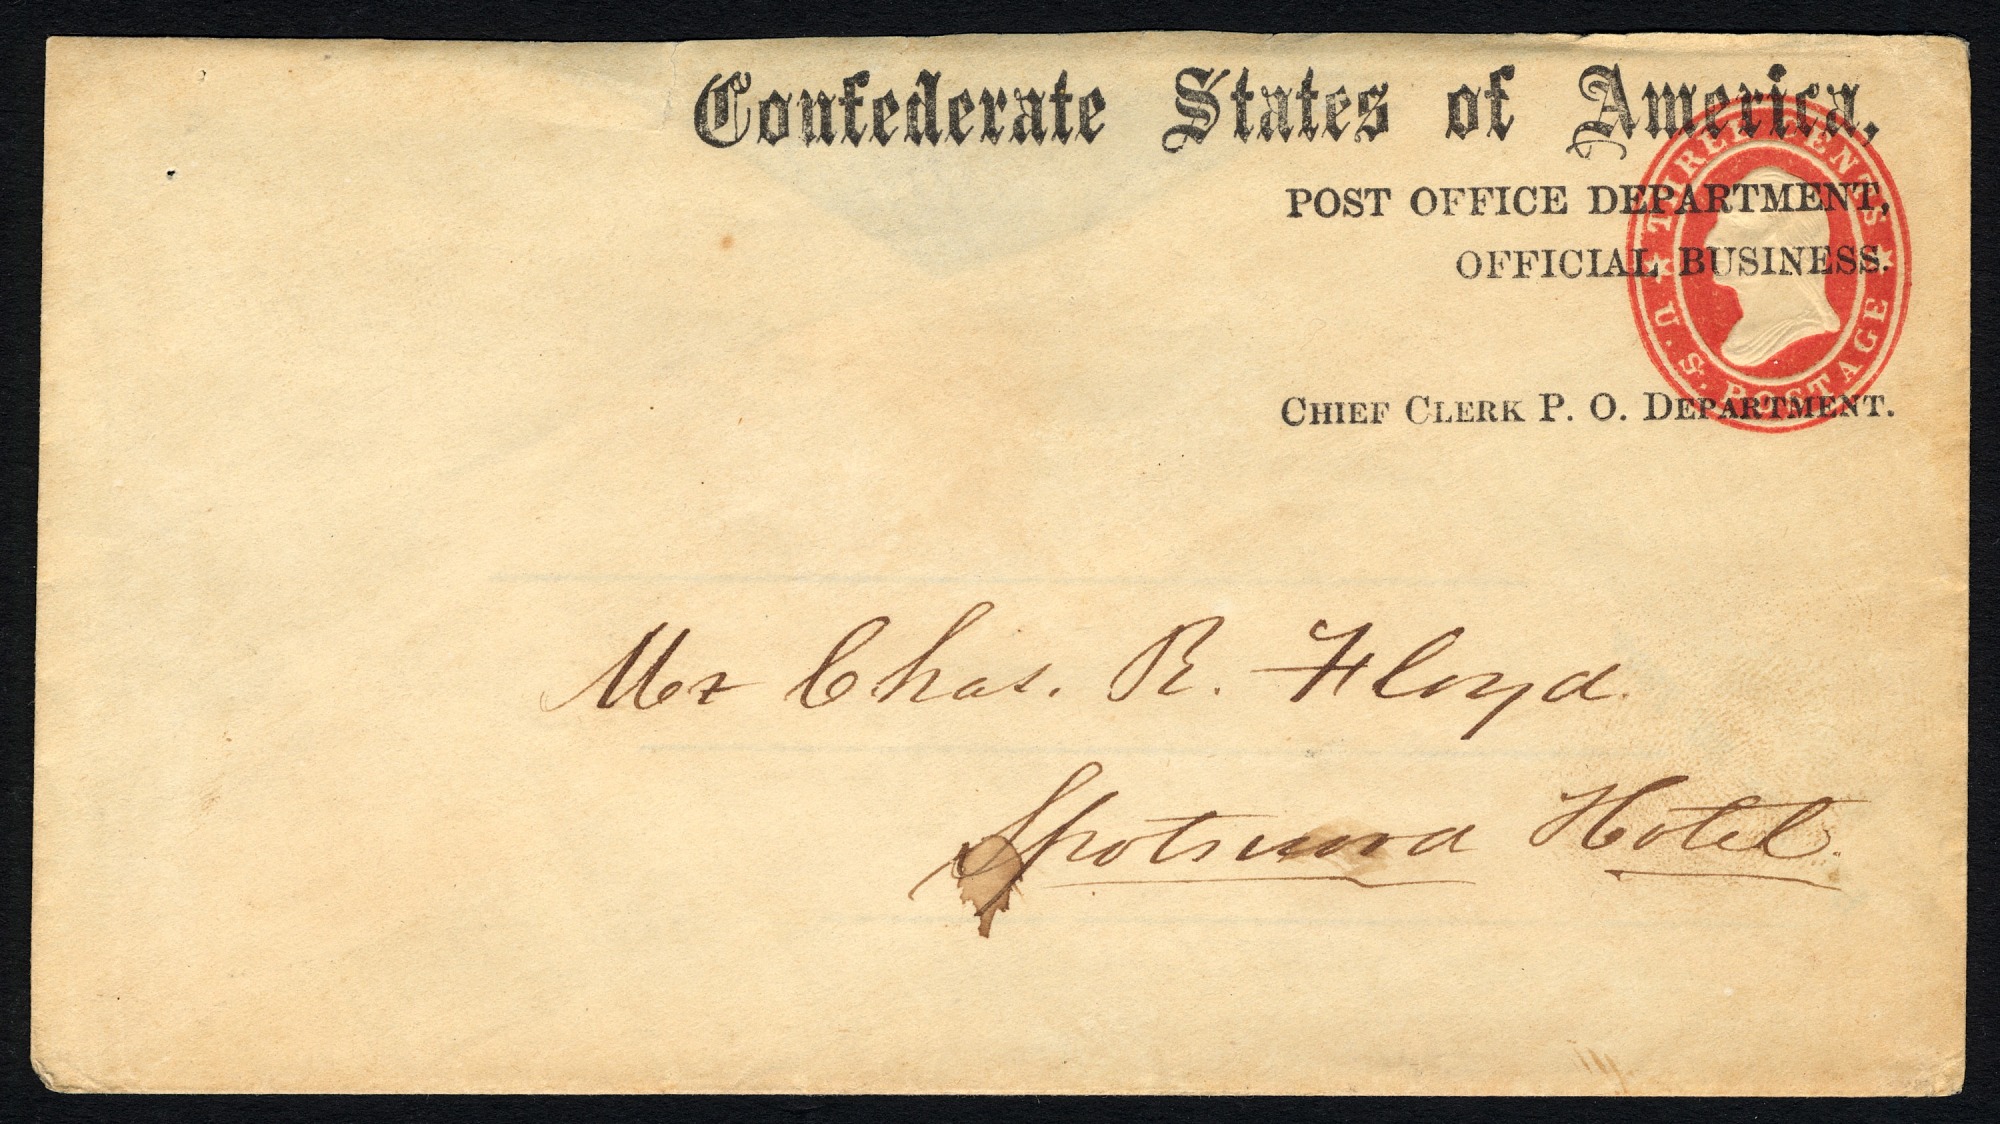 Confederate States of America,
POST OFFICE DEPARTMENT,
OFFICIAL BUSINESS.
CHIEF CLERK P. O. DEPARTMENT.
THREE CENTS
U.S. POSTAGE
Mr Chas. R. Floyd.
Spotswood Hotel.